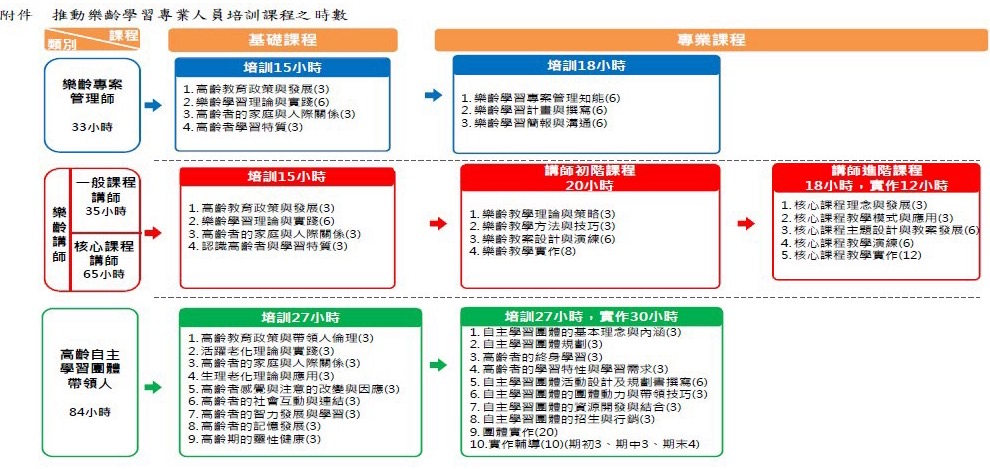 附件　推動樂齡學習專業人員培訓課程之時數
課程
類別
基礎課程
專業課程
樂齡專案
管理師
33小時
培訓15小時
1.高齡教育政策與發展(3)
2.樂齡學習理論與實踐(6)
3.高齡者的家庭與人際關係(3)
4.高齡者學習特質(3)
培訓18小時
1.樂齡學習專案管理知能(6)
2.樂齡學習計畫與撰寫(6)
3.樂齡學習簡報與溝通(6)
樂齡講師
一般課程
講師
35小時
核心課程
講師
65小時
培訓15小時
1.高齡教育政策與發展(3)
2.樂齡學習理論與實踐(6)
3.高齡者的家庭與人際關係(3)
4.認識高齡者與學習特質(3)
講師初階課程
20小時
1.樂齡教學理論與策略(3)
2.樂齡教學方法與技巧(3)
3.樂齡教案設計與演練(6)
4.樂齡教學實作(8)
講師進階課程
18小時，實作12小時
1.核心課程理念與發展(3)
2.核心課程教學模式與應用(3)
3.核心課程主題設計與教案發展(6)
4.核心課程教學演練(6)
5.核心課程教學實作(12)
高齡自主
學習團體
帶領人
84小時
培訓27小時
1.高齡教育政策與帶領人倫理(3)
2.活躍老化理論與實踐(3)
3.高齡者的家庭與人際關係(3)
4.生理老化理論與應用(3)
5.高齡者感覺與注意的改變與因應(3)
6.高齡者的社會互動與連結(3)
7.高齡者的智力發展與學習(3)
8.高齡者的記憶發展(3)
9.高齡期的靈性健康(3)
培訓27小時，實作30小時
1.自主學習團體的基本理念與內涵(3)
2.自主學習團體規劃(3)
3.高齡者的終身學習(3)
4.高齡者的學習特性與學習需求(3)
5.自主學習團體活動設計及規劃書撰寫(6)
6.自主學習團體的團體動力與帶領技巧(3)
7.自主學習團體的資源開發與結合(3)
8.自主學習團體的招生與行銷(3)
9.團體實作(20)
10.實作輔導(10)(期初3、期中3、期末4)